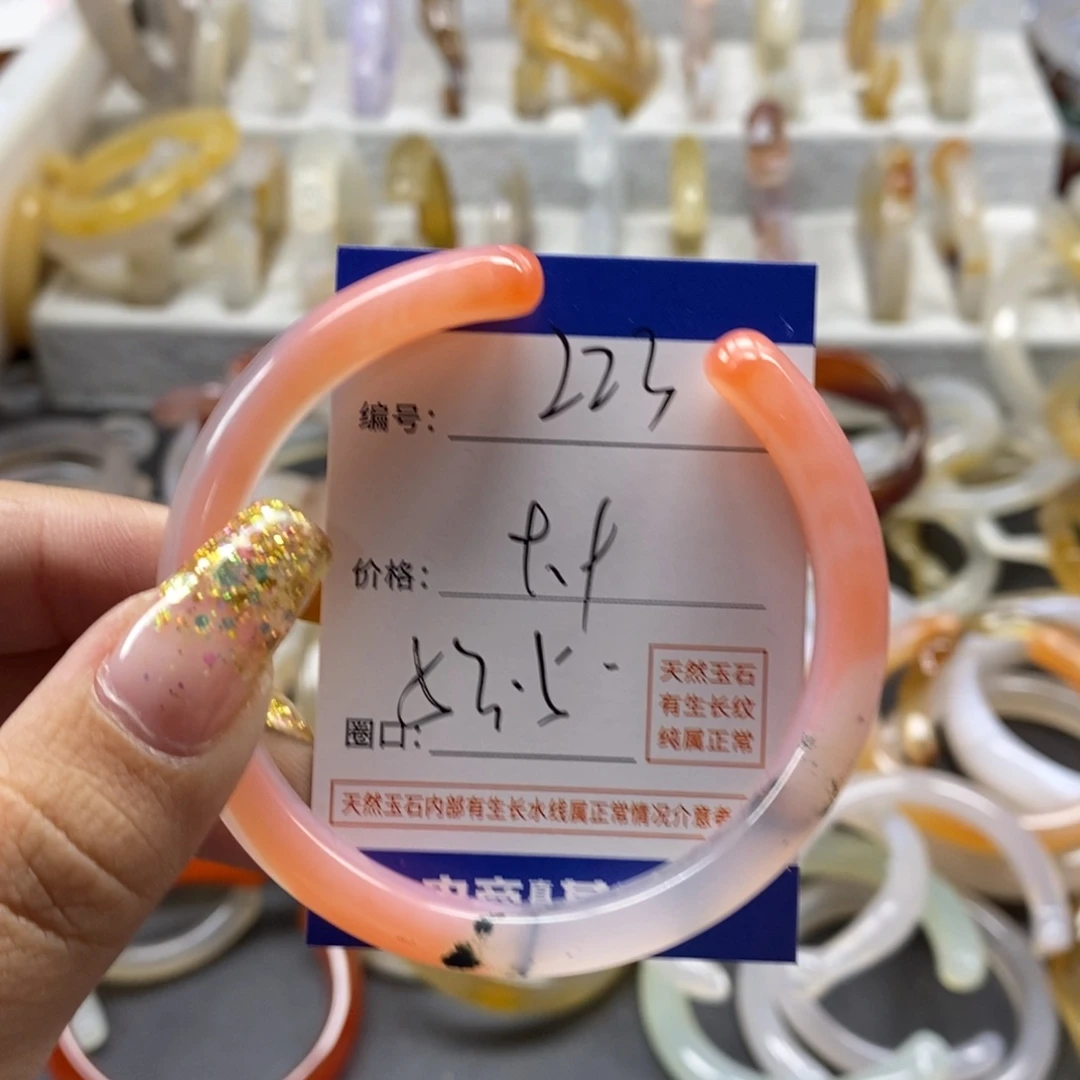 编号: 223
价格:
圈口:
天然玉石
有生长纹
纯属正常
天然玉石内部有生长水线属正常情况介意者